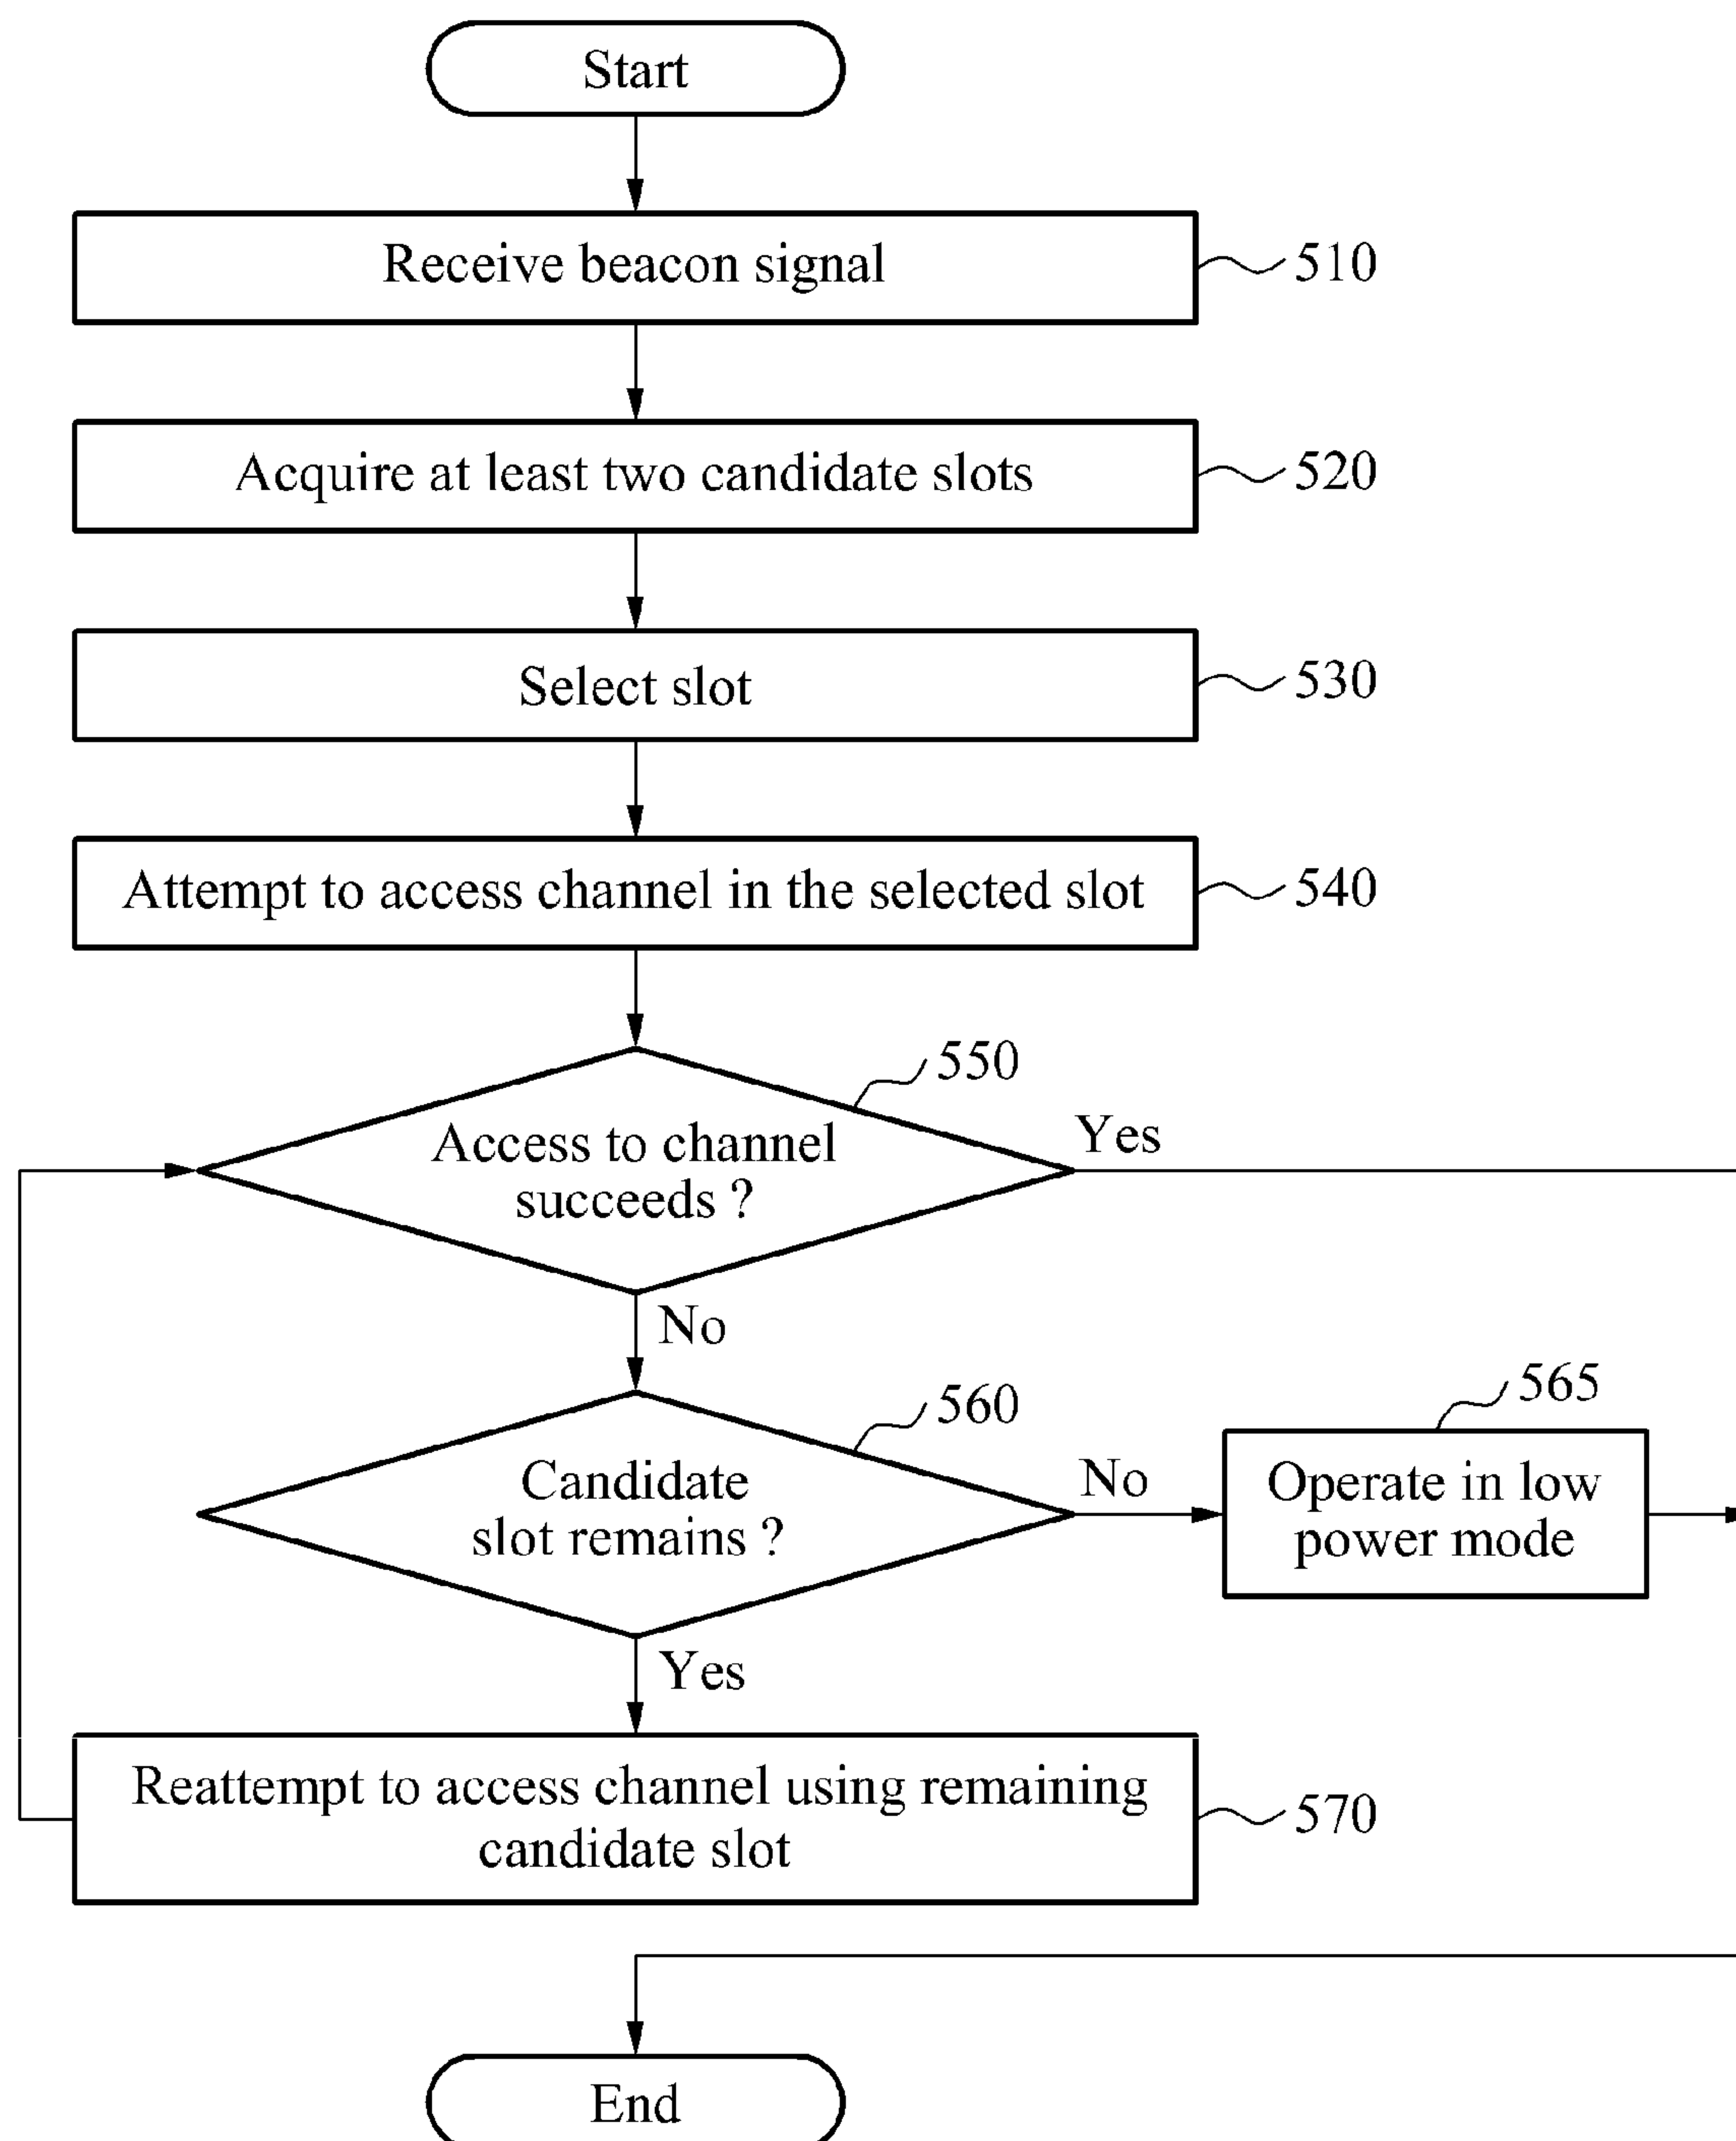 Start
Receive beacon signal
510
Acquire at least two candidate slots
520
Select slot
530
Attempt to access channel in the selected slot
540
550
Access to channel
succeeds ?
Yes
No
560
Candidate
slot remains ?
No
565
Operate in low
power mode
Yes
Reattempt to access channel using remaining
candidate slot
570
End